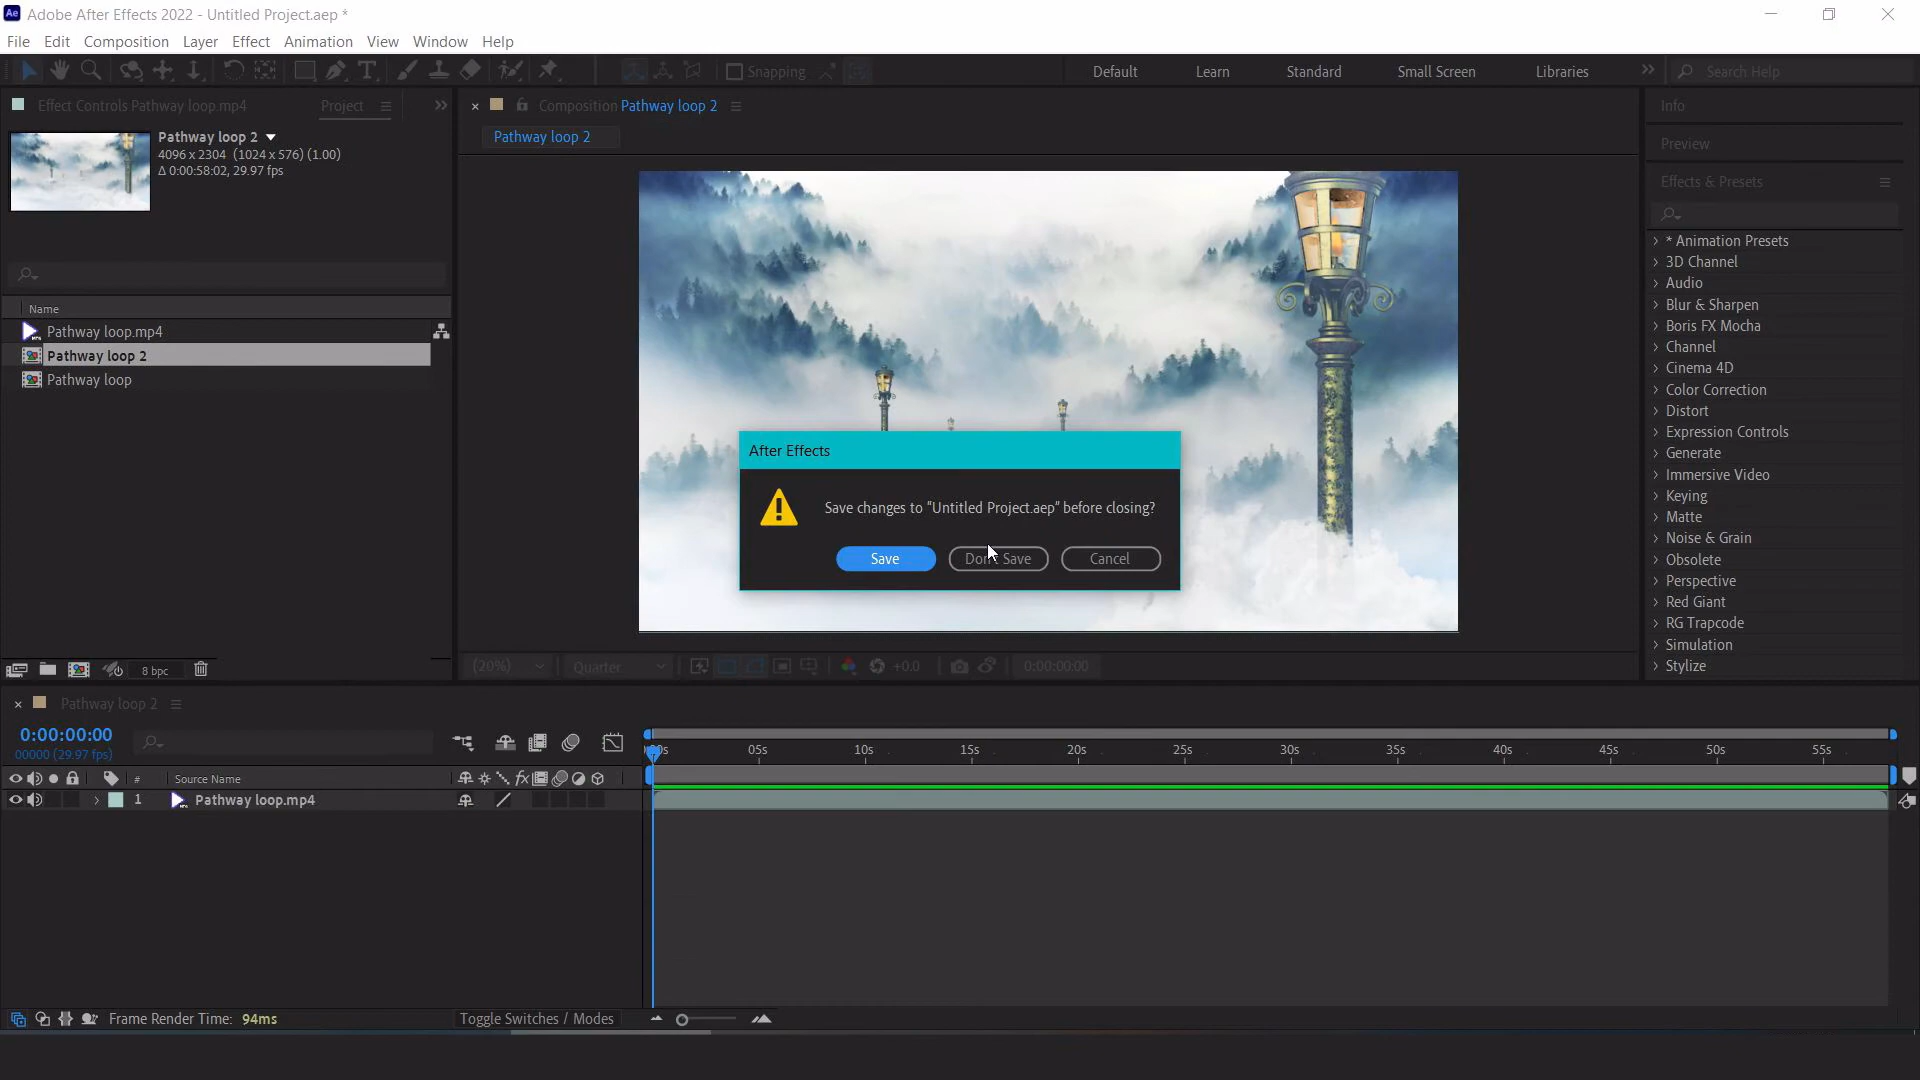 Ae Adobe After Effects 2022 - Untitled Project.aep *
File Edit Composition Layer Effect Animation View Window Help
Snapping Default Learn Standard Small Screen Libraries Search Help
Effect Controls Pathway loop.mp4 Project
Pathway loop 2
4096 x 2304 (1024 x 576) (1.00)
Δ 0:00:58:02, 29.97 fps
Name
Pathway loop.mp4
Pathway loop 2
Pathway loop
8 bpc
Composition Pathway loop 2
Pathway loop 2
After Effects
Save changes to “Untitled Project.aep” before closing?
Save Save Cancel
(20%) Quarter +0.0 0:00:00:00
Info
Preview
Effects & Presets
* Animation Presets
3D Channel
Audio
Blur & Sharpen
Boris FX Mocha
Channel
Cinema 4D
Color Correction
Distort
Expression Controls
Generate
Immersive Video
Keying
Matte
Noise & Grain
Obsolete
Perspective
Red Giant
RG Trapcode
Simulation
Stylize
Pathway loop 2
0:00:00:00
00000 (29.97 fps)
05s 10s 15s 20s 25s 30s 35s 40s 45s 50s 55s
# Source Name fx
1 Pathway loop.mp4
Frame Render Time: 94ms Toggle Switches / Modes